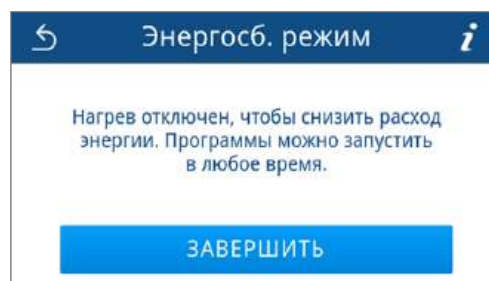 Энергосб. режим
Нагрев отключен, чтобы снизить расход
энергии. Программы можно запустить
в любое время.
ЗАВЕРШИТЬ